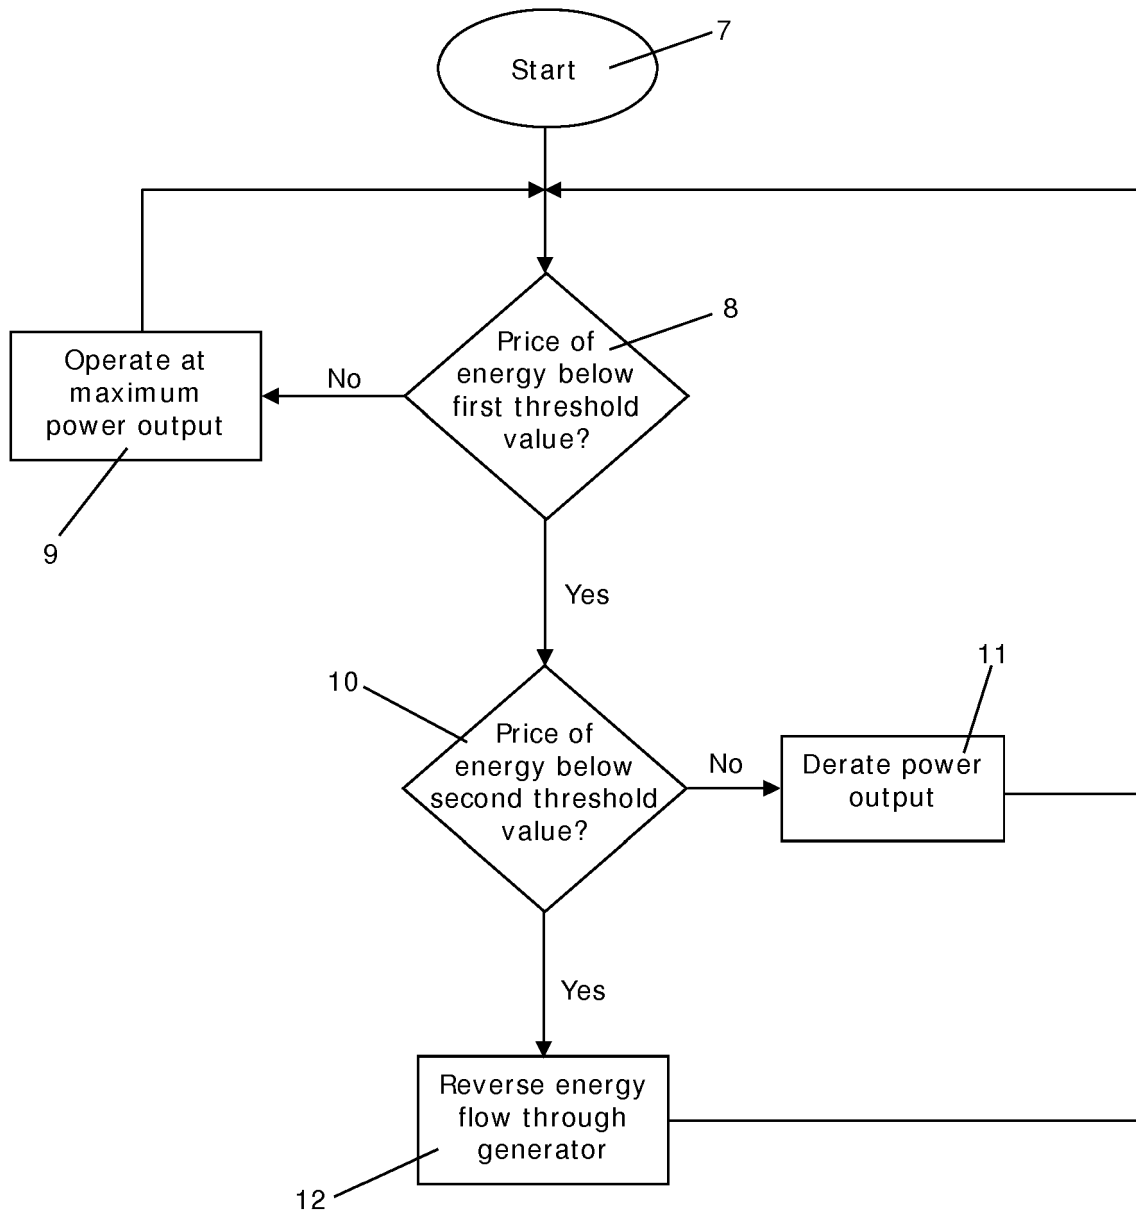 7
Start
8
Price of
energy below
first threshold
value?
No
Operate at
maximum
power output
9
Yes
10
Price of
energy below
second threshold
value?
No
11
Derate power
output
Yes
Reverse energy
flow through
generator
12